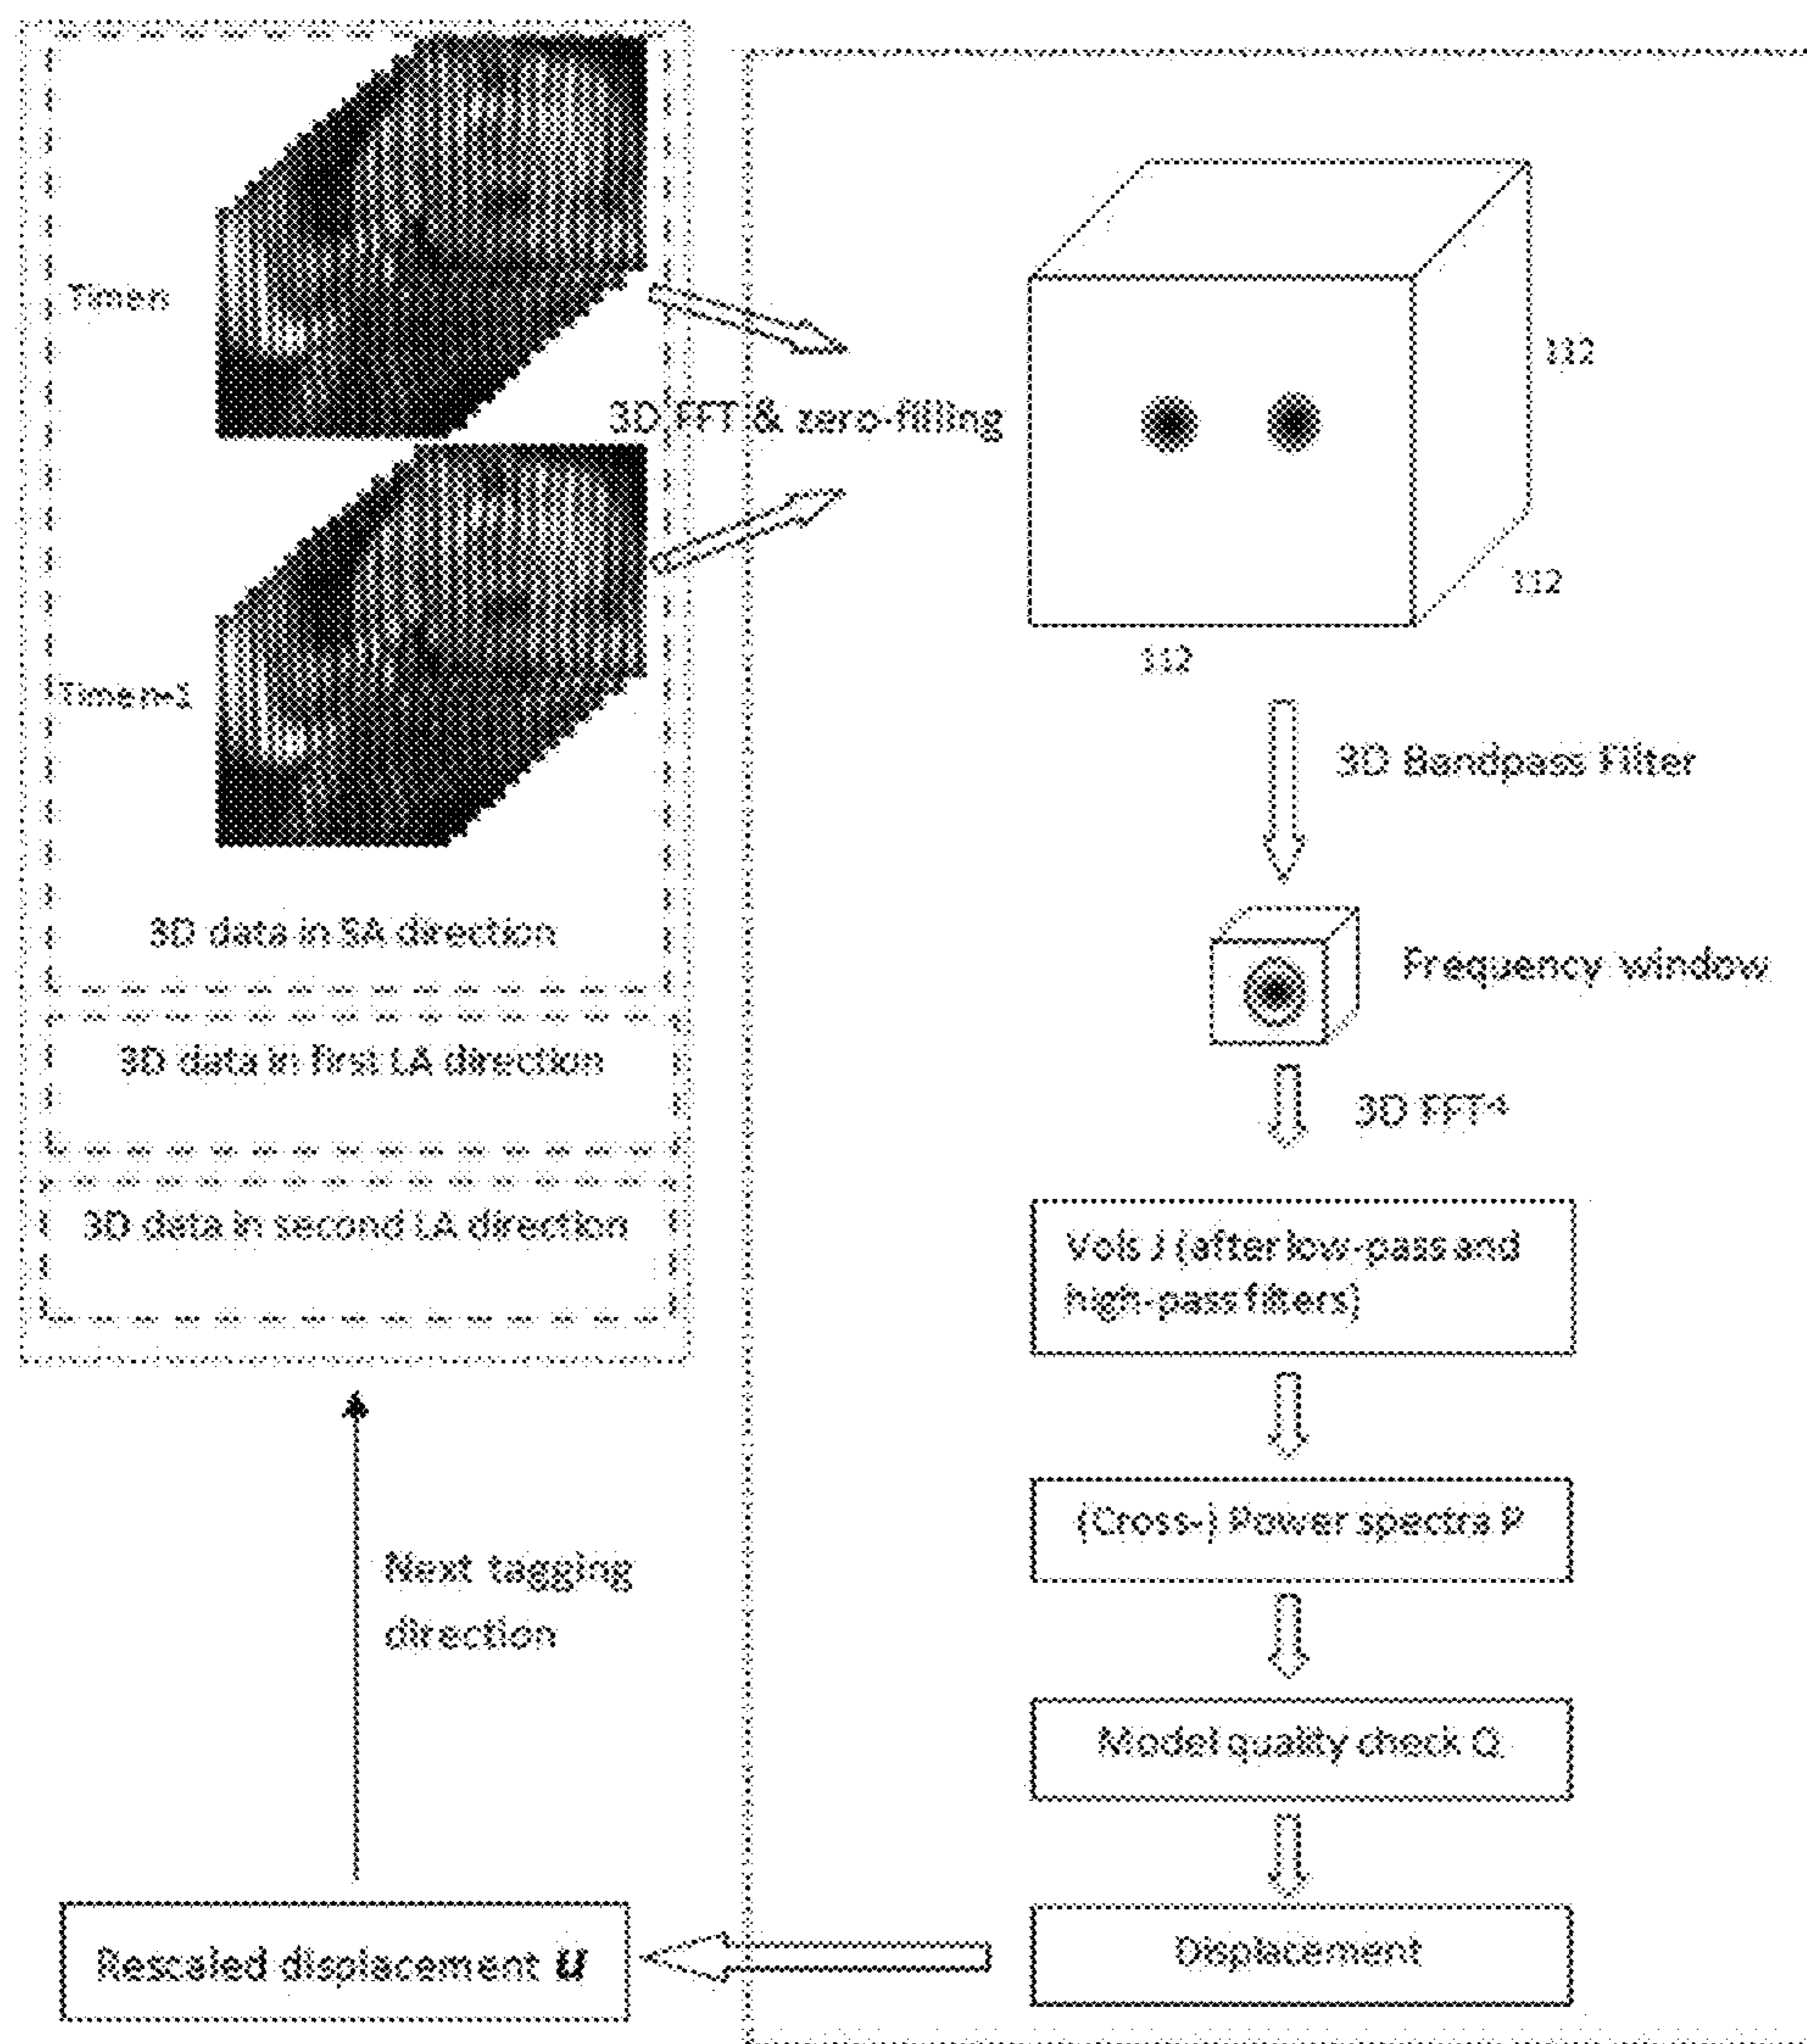 Time n
3D FFT & zero-filling
Time n-1
3D data in SA direction
3D data in first LA direction
3D data in second LA direction
Next tagging
direction
Rescaled displacement u
112
112
112
3D Bandpass Filter
Frequency window
3D FFT-1
Vols J (after low-pass and
high-pass filters)
(Cross-) Power spectra P
Model quality check Q
Displacement